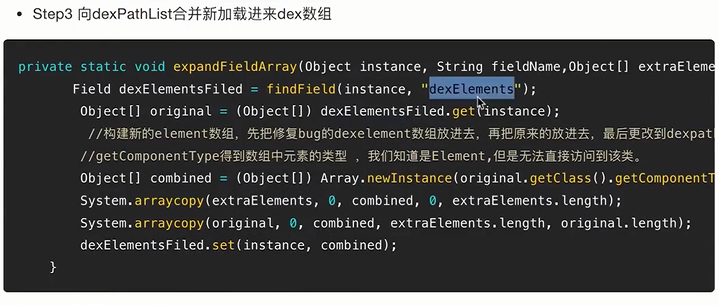 Step3 向dexPathList合并新加载进来dex数组
private static void expandFieldArray(Object instance, String fieldName,Object[] extraEleme
Field dexElementsFiled = findField(instance, "dexElements");
Object[] original = (Object[]) dexElementsFiled.get(instance);
//构建新的element数组，先把修复bug的dexelement数组放进去，再把原来的放进去，最后更改到dexpath
//getComponentType得到数组中元素的类型 ，我们知道是Element,但是无法直接访问到该类。
Object[] combined = (Object[]) Array.newInstance(original.getClass().getComponentT
System.arraycopy(extraElements, 0, combined, 0, extraElements.length);
System.arraycopy(original, 0, combined, extraElements.length, original.length);
dexElementsFiled.set(instance, combined);
}